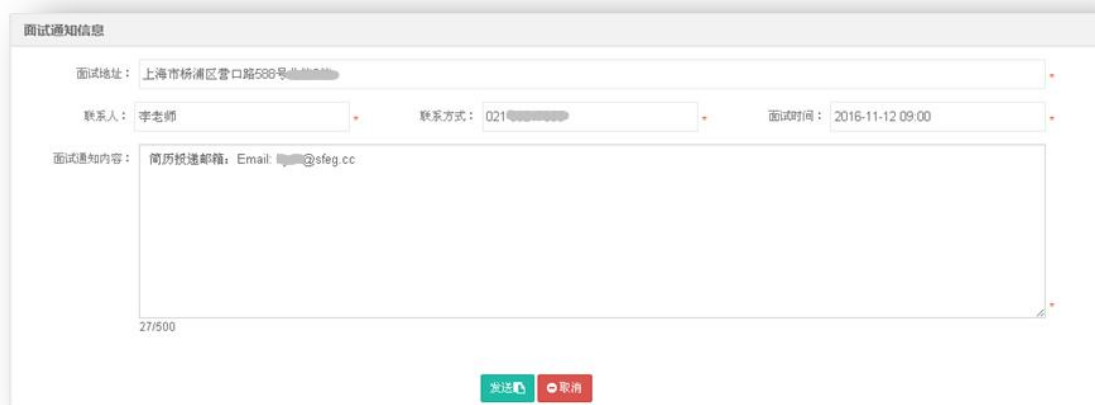 面试通知信息
面试地址： 上海市杨浦区营口路588号
联系人： 李老师 * 联系方式： 021 * 面试时间： 2016-11-12 09:00 *
面试通知内容： 简历投递邮箱：Email: @sfeg.cc
27/500
发送 取消